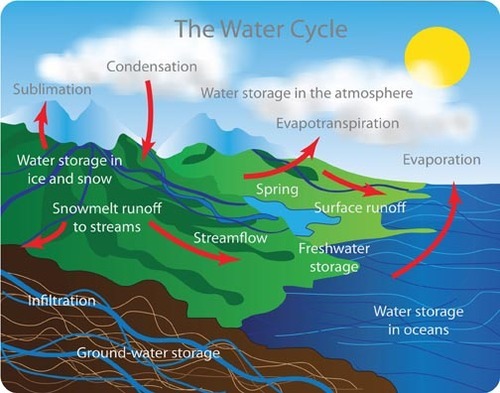 The Water Cycle
Condensation
Sublimation
Water storage in the atmosphere
Evapotranspiration
Evaporation
Water storage in
ice and snow
Spring
Snowmelt runoff
to streams
Surface runoff
Streamflow
Freshwater
storage
Infiltration
Water storage
in oceans
Ground-water storage